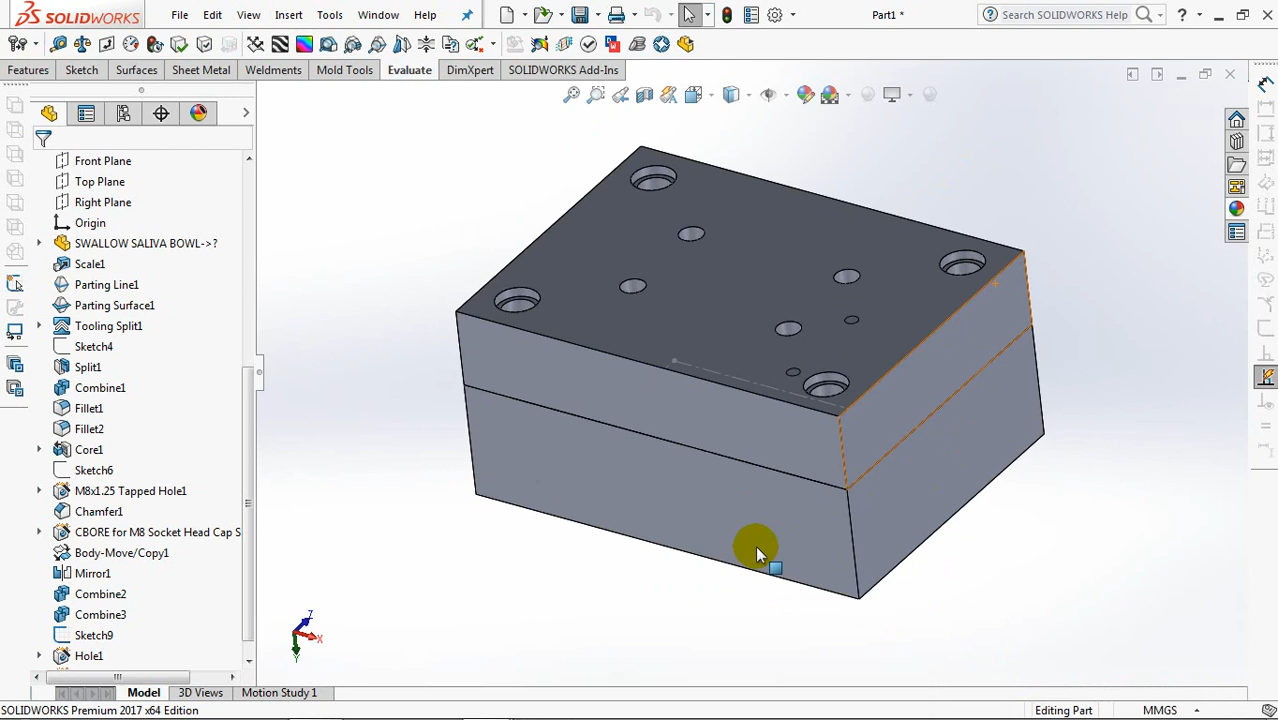 SOLIDWORKS File Edit View Insert Tools Window Help Part1 * Search SOLIDWORKS Help ?
Features Sketch Surfaces Sheet Metal Weldments Mold Tools Evaluate DimXpert SOLIDWORKS Add-Ins
Front Plane
Top Plane
Right Plane
Origin
SWALLOW SALIVA BOWL->?
Scale1
Parting Line1
Parting Surface1
Tooling Split1
Sketch4
Split1
Combine1
Fillet1
Fillet2
Core1
Sketch6
M8x1.25 Tapped Hole1
Chamfer1
CBORE for M8 Socket Head Cap S
Body-Move/Copy1
Mirror1
Combine2
Combine3
Sketch9
Hole1
Z
X
Y
Model 3D Views Motion Study 1
SOLIDWORKS Premium 2017 x64 Edition Editing Part MMGS